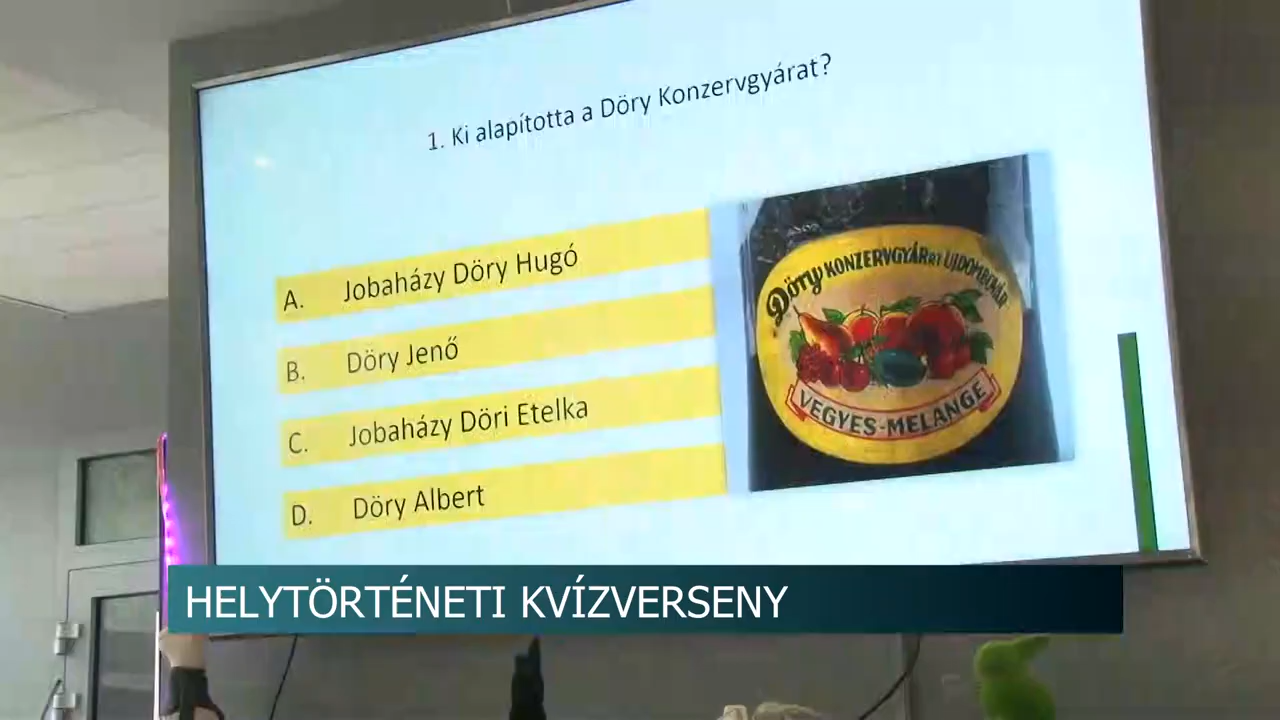 1. Ki alapította a Döry Konzervgyárat?
A. Jobaházy Döry Hugó
B. Döry Jenő
C. Jobaházy Döri Etelka
D. Döry Albert
Döry KONZERVGYÁR RT UJDOMBOVÁR
VEGYES-MELANGE
HELYTÖRTÉNETI KVÍZVERSENY